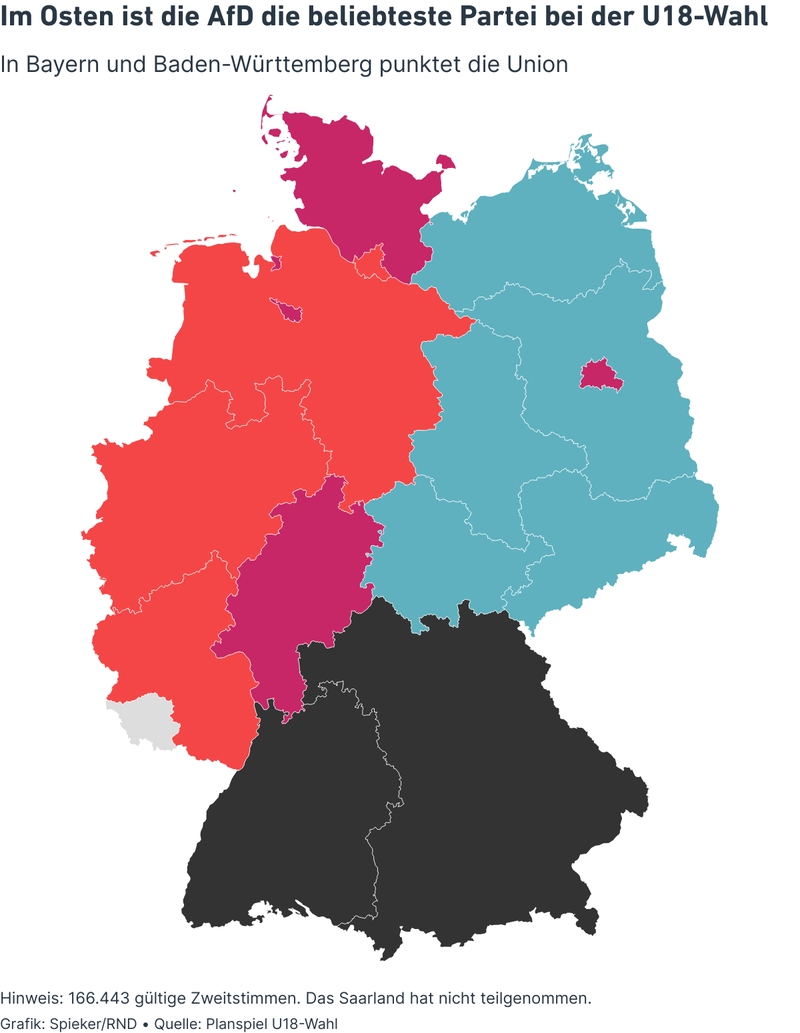 Im Osten ist die AfD die beliebteste Partei bei der U18-Wahl
In Bayern und Baden-Württemberg punktet die Union
Hinweis: 166.443 gültige Zweitstimmen. Das Saarland hat nicht teilgenommen.
Grafik: Spieker/RND • Quelle: Planspiel U18-Wahl